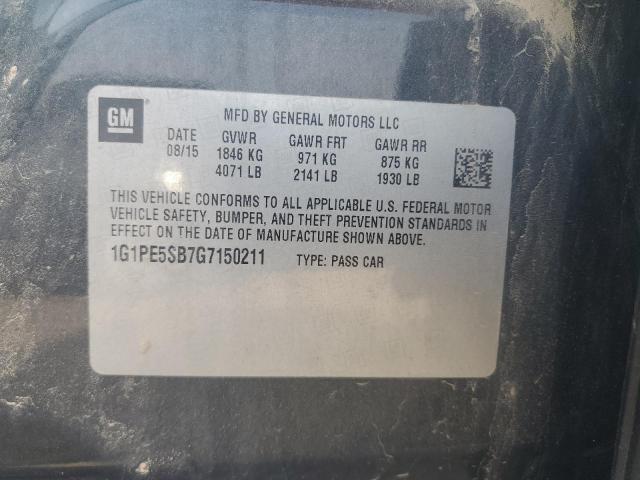 GM
MFD BY GENERAL MOTORS LLC
DATE GVWR GAWR FRT GAWR RR
08/15 1846 KG 971 KG 875 KG
4071 LB 2141 LB 1930 LB
THIS VEHICLE CONFORMS TO ALL APPLICABLE U.S. FEDERAL MOTOR
VEHICLE SAFETY, BUMPER, AND THEFT PREVENTION STANDARDS IN
EFFECT ON THE DATE OF MANUFACTURE SHOWN ABOVE.
1G1PE5SB7G7150211 TYPE: PASS CAR